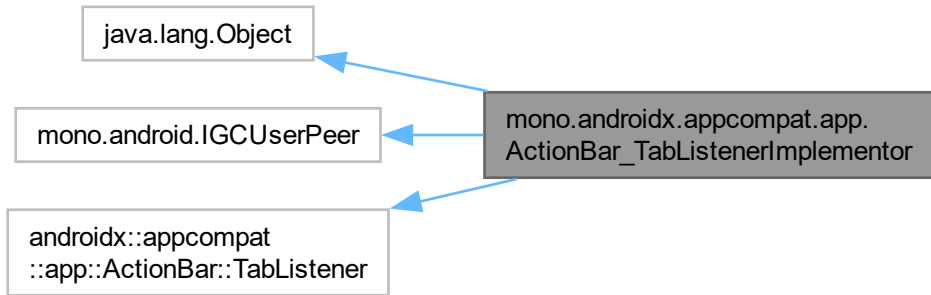 java.lang.Object
mono.android.IGCUserPeer
androidx::appcompat
::app::ActionBar::TabListener
mono.androidx.appcompat.app.
ActionBar_TabListenerImplementor